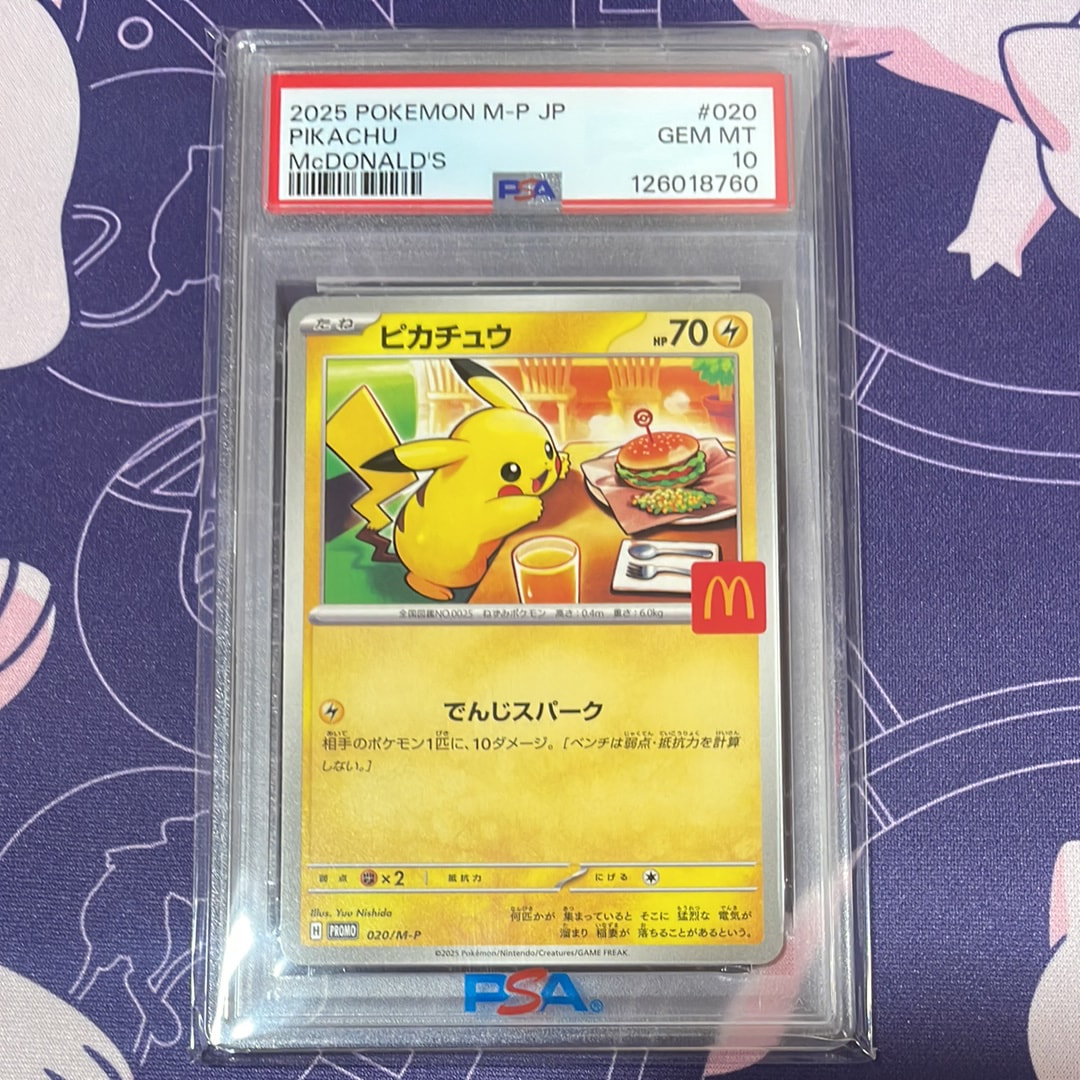 2025 POKEMON M-P JP #020
PIKACHU GEM MT
McDONALD'S 10
PSA 126018760
たね ピカチュウ HP 70
全国図鑑NO.0025 ねずみポケモン 高さ:0.4m 重さ:6.0kg
でんじスパーク
相手のポケモン1匹に、10ダメージ。[ベンチは弱点・抵抗力を計算
しない。]
弱点 ×2 抵抗力 にげる
Illus. Yuu Nishida
何匹かが 集まっていると そこに 猛烈な 電気が
溜まり 稲妻が 落ちることがあるという。
H PROMO 020/M-P
©2025 Pokémon/Nintendo/Creatures/GAME FREAK.
PSA®